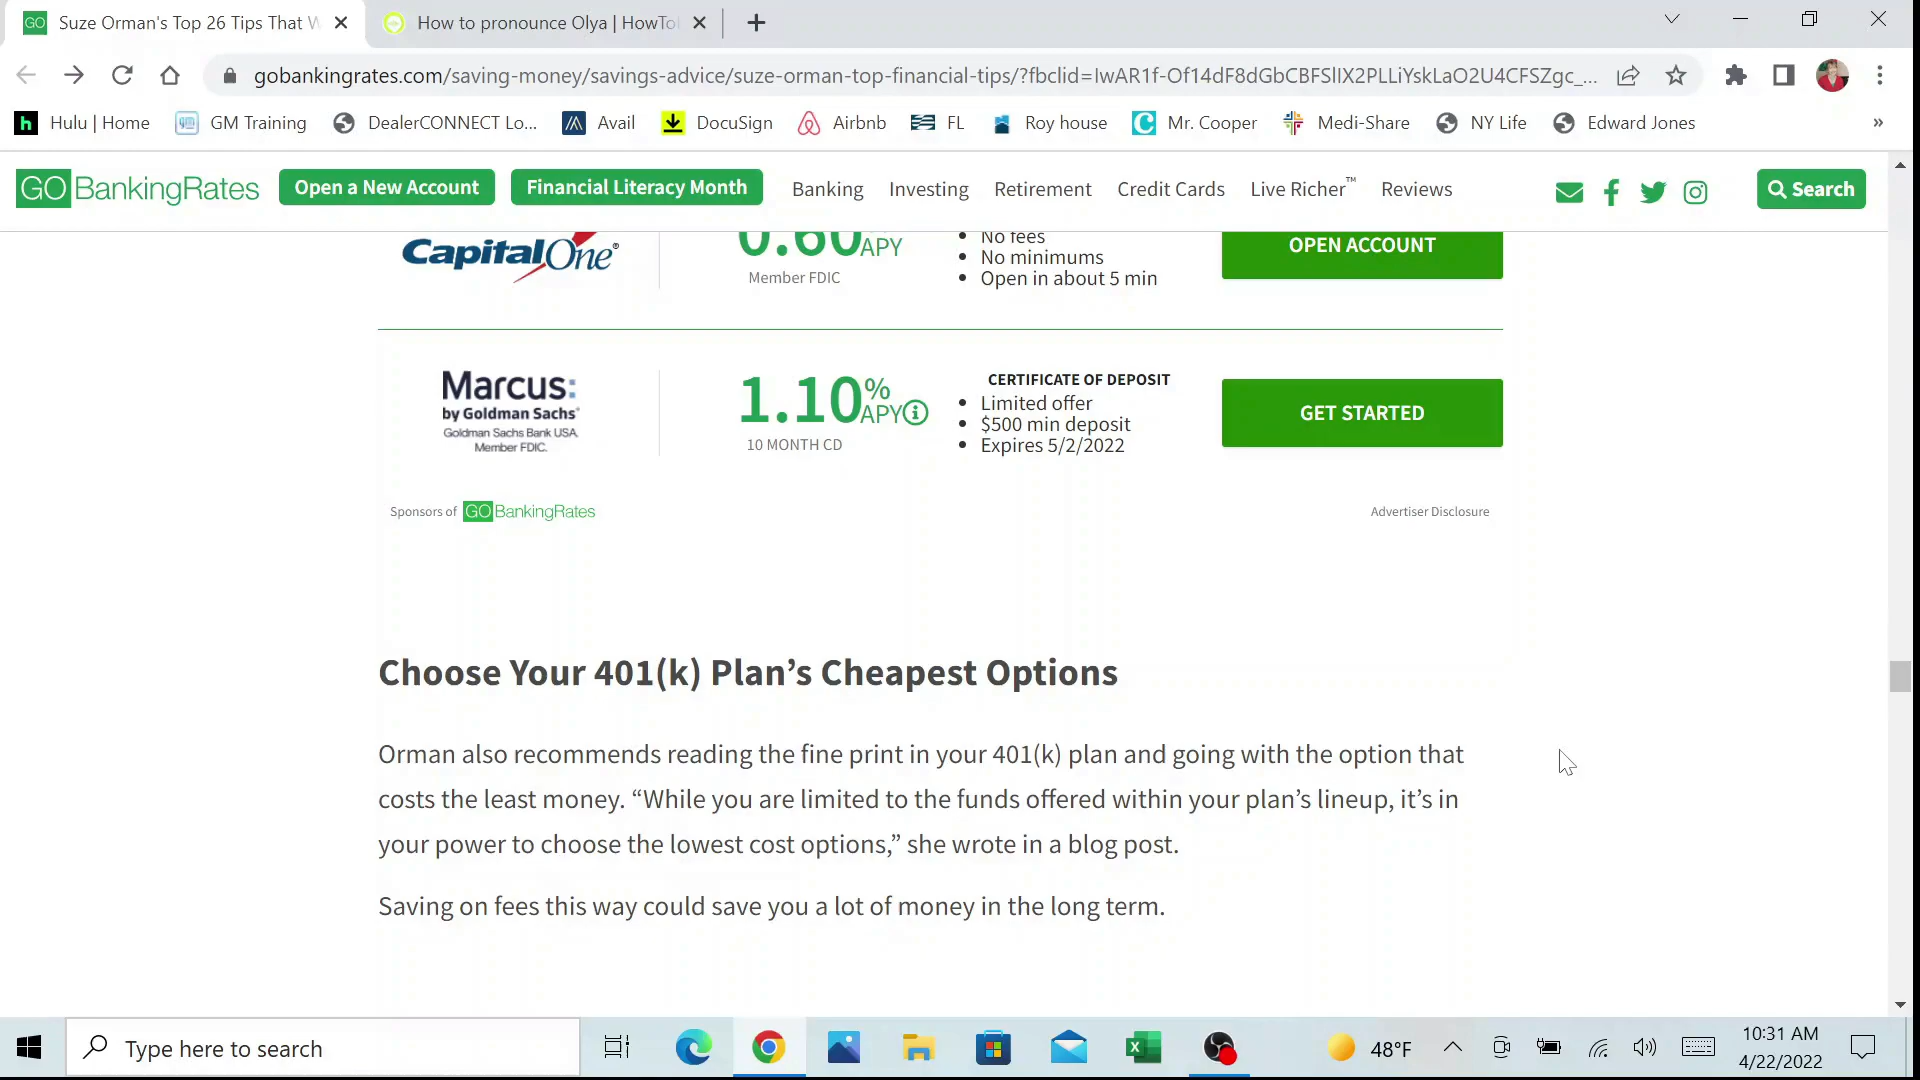 GO Suze Orman's Top 26 Tips That W
How to pronounce Olya | HowTo
gobankingrates.com/saving-money/savings-advice/suze-orman-top-financial-tips/?fbclid=IwAR1f-Of14dF8dGbCBFSlIX2PLLiYskLaO2U4CFSZgc_...
h Hulu | Home GM Training DealerCONNECT Lo... Avail DocuSign Airbnb FL Roy house Mr. Cooper Medi-Share NY Life Edward Jones »
GOBankingRates Open a New Account Financial Literacy Month Banking Investing Retirement Credit Cards Live Richer™ Reviews Search
CapitalOne®
0.60 APY
Member FDIC
• No fees
• No minimums
• Open in about 5 min
OPEN ACCOUNT
Marcus:
by Goldman Sachs®
Goldman Sachs Bank USA.
Member FDIC.
1.10% APY
10 MONTH CD
CERTIFICATE OF DEPOSIT
• Limited offer
• $500 min deposit
• Expires 5/2/2022
GET STARTED
Sponsors of GOBankingRates
Advertiser Disclosure
Choose Your 401(k) Plan’s Cheapest Options
Orman also recommends reading the fine print in your 401(k) plan and going with the option that
costs the least money. “While you are limited to the funds offered within your plan’s lineup, it’s in
your power to choose the lowest cost options,” she wrote in a blog post.
Saving on fees this way could save you a lot of money in the long term.
Type here to search
48°F
10:31 AM
4/22/2022